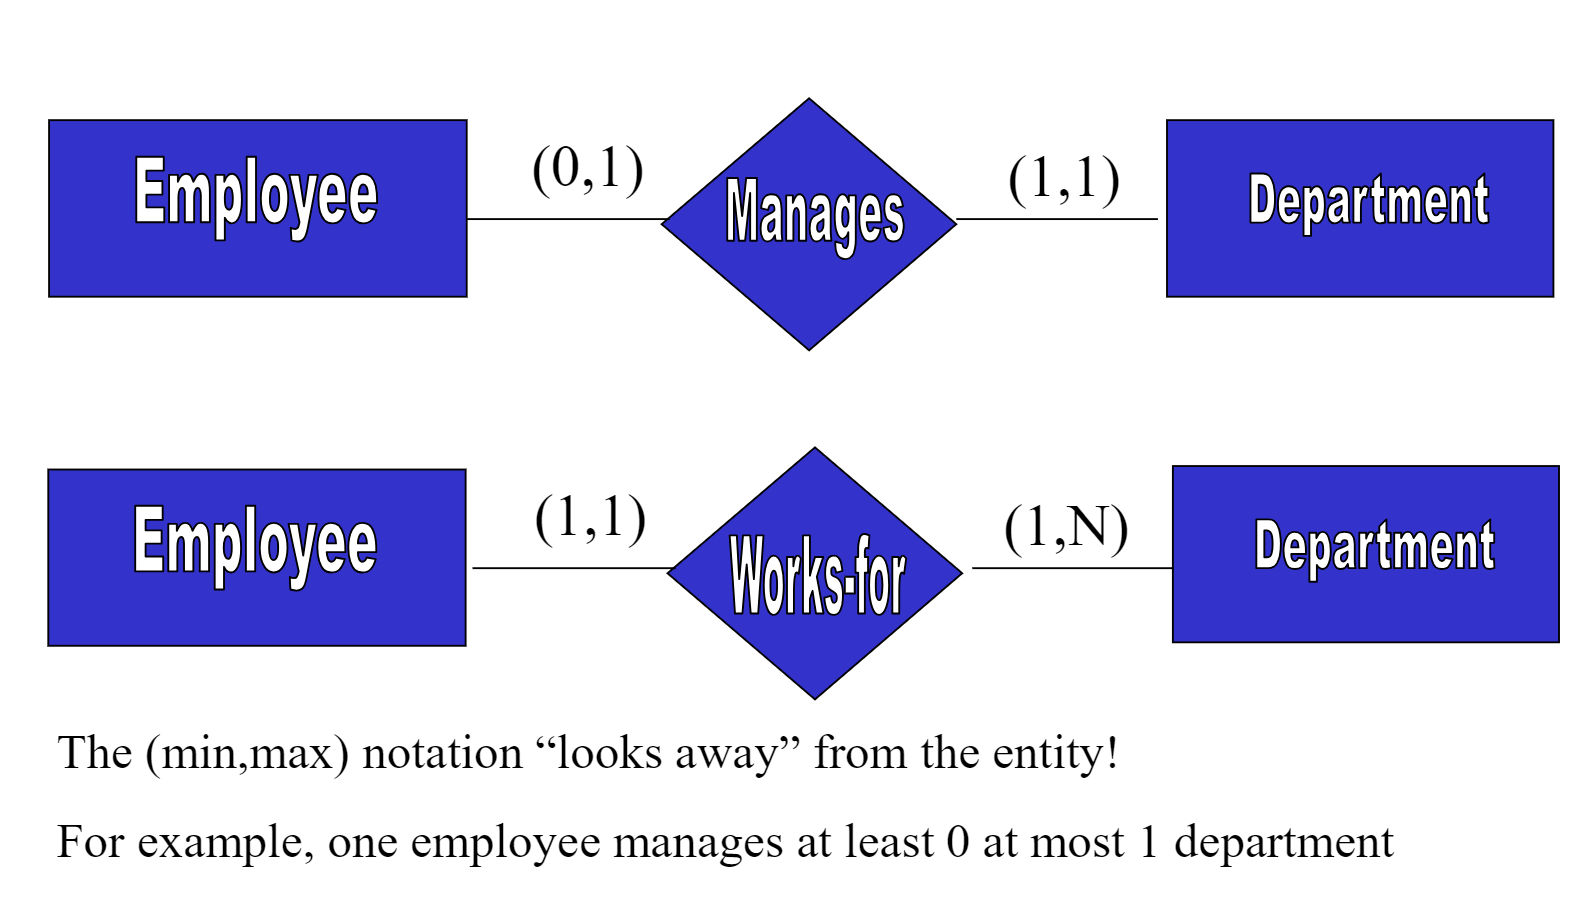 Employee (0,1) Manages (1,1) Department
Employee (1,1) Works-for (1,N) Department
The (min,max) notation “looks away” from the entity!
For example, one employee manages at least 0 at most 1 department